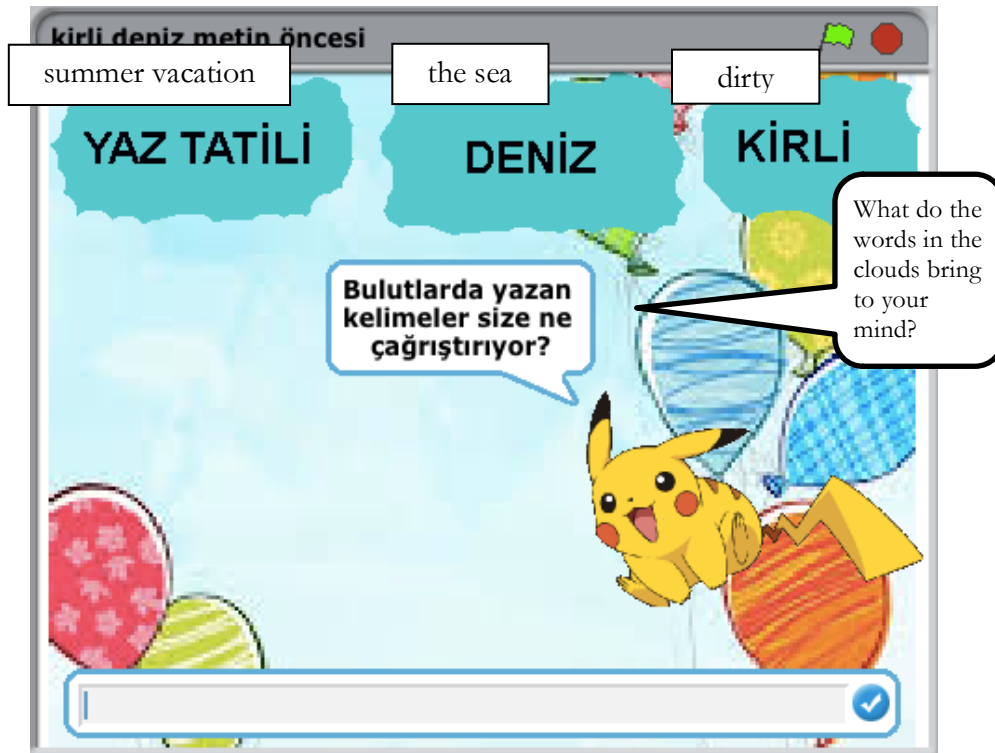 kirli deniz metin öncesi
summer vacation
the sea
dirty
YAZ TATİLİ
DENİZ
KİRLİ
What do the
words in the
clouds bring
to your
mind?
Bulutlarda yazan
kelimeler size ne
çağrıştırıyor?